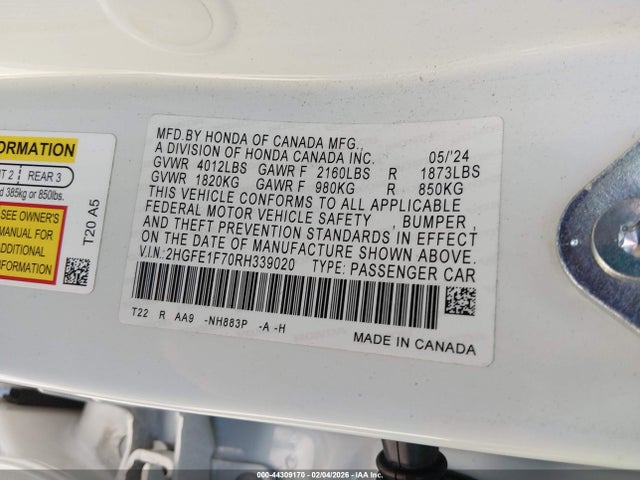 ORMATION
T 2 REAR 3
d 385kg or 850lbs.
SEE OWNER'S
MANUAL FOR
ADDITIONAL
INFORMATION
T20 A5
MFD.BY HONDA OF CANADA MFG.,
A DIVISION OF HONDA CANADA INC. 05/'24
GVWR 4012LBS GAWR F 2160LBS R 1873LBS
GVWR 1820KG GAWR F 980KG R 850KG
THIS VEHICLE CONFORMS TO ALL APPLICABLE
FEDERAL MOTOR VEHICLE SAFETY , BUMPER ,
AND THEFT PREVENTION STANDARDS IN EFFECT
ON THE DATE OF MANUFACTURE SHOWN ABOVE.
V.I.N.:2HGFE1F70RH339020 TYPE: PASSENGER CAR
T22 R AA9 -NH883P -A -H
HONDA
MADE IN CANADA
000-44309170 - 02/04/2026 - IAAI.COM